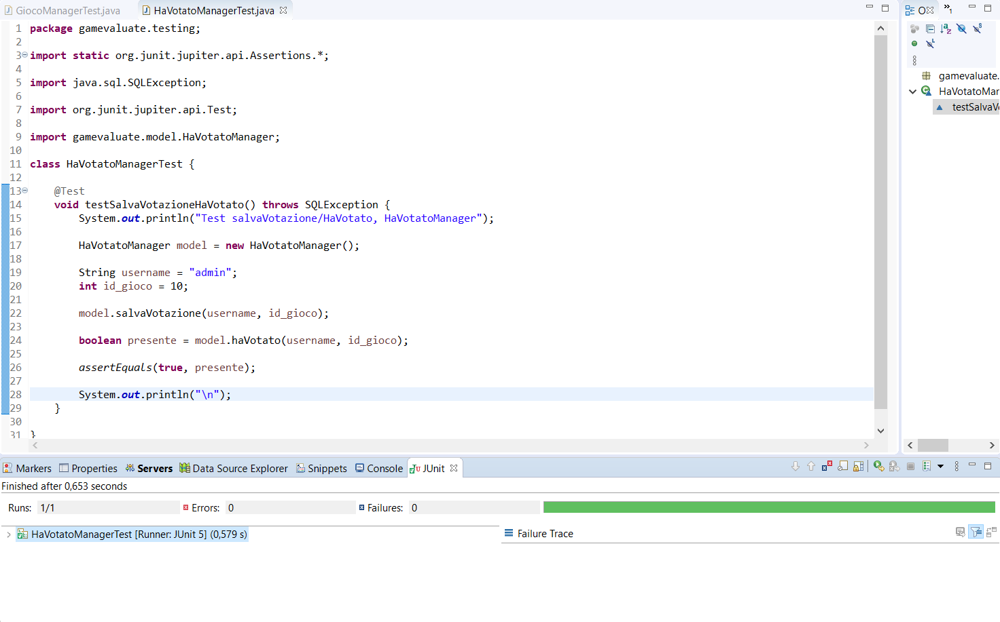 GiocoManagerTest.java
HaVotatoManagerTest.java
1 package gamevaluate.testing;
2
3 import static org.junit.jupiter.api.Assertions.*;
4
5 import java.sql.SQLException;
6
7 import org.junit.jupiter.api.Test;
8
9 import gamevaluate.model.HaVotatoManager;
10
11 class HaVotatoManagerTest {
12
13 @Test
14 void testSalvaVotazioneHaVotato() throws SQLException {
15 System.out.println("Test salvaVotazione/HaVotato, HaVotatoManager");
16
17 HaVotatoManager model = new HaVotatoManager();
18
19 String username = "admin";
20 int id_gioco = 10;
21
22 model.salvaVotazione(username, id_gioco);
23
24 boolean presente = model.haVotato(username, id_gioco);
25
26 assertEquals(true, presente);
27
28 System.out.println("\n");
29 }
30
31 }
O
1
gamevaluate.
HaVotatoMar
testSalvaV
Markers Properties Servers Data Source Explorer Snippets Console JUnit
Finished after 0,653 seconds
Runs: 1/1 Errors: 0 Failures: 0
HaVotatoManagerTest [Runner: JUnit 5] (0,579 s)
Failure Trace